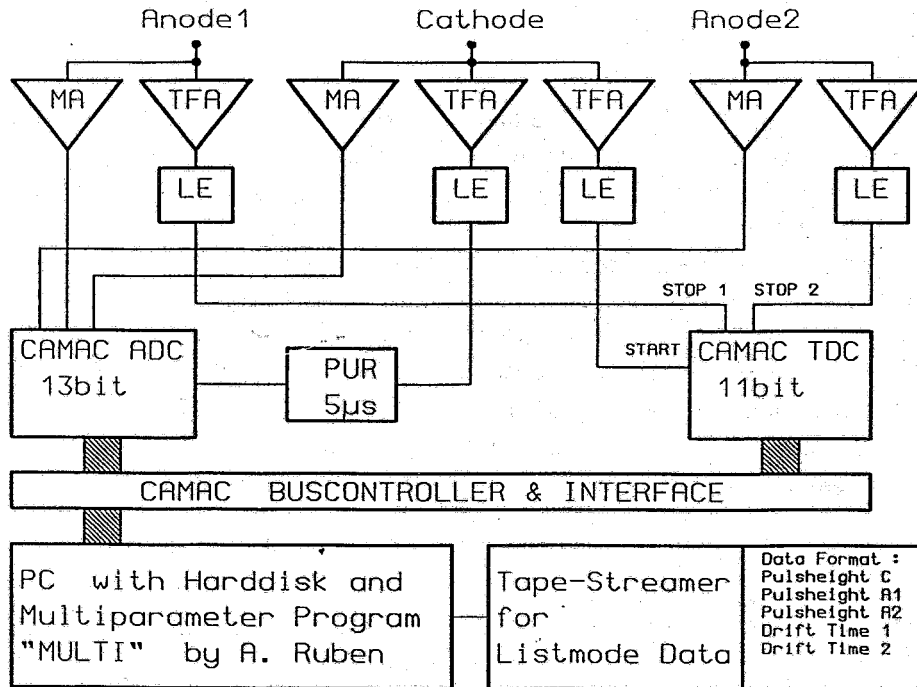 Anode1 Cathode Anode2
MA TFA MA TFA TFA MA TFA
LE LE LE LE
STOP 1 STOP 2
START
CAMAC ADC
13bit
PUR
5µs
CAMAC TDC
11bit
CAMAC BUSCONTROLLER & INTERFACE
PC with Harddisk and
Multiparameter Program
"MULTI" by A. Ruben
Tape-Streamer
for
Listmode Data
Data Format :
Pulsheight C
Pulsheight A1
Pulsheight A2
Drift Time 1
Drift Time 2